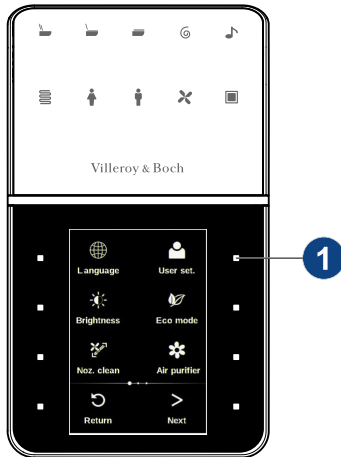 Villeroy & Boch
Language User set.
1
Brightness Eco mode
Noz. clean Air purifier
Return Next